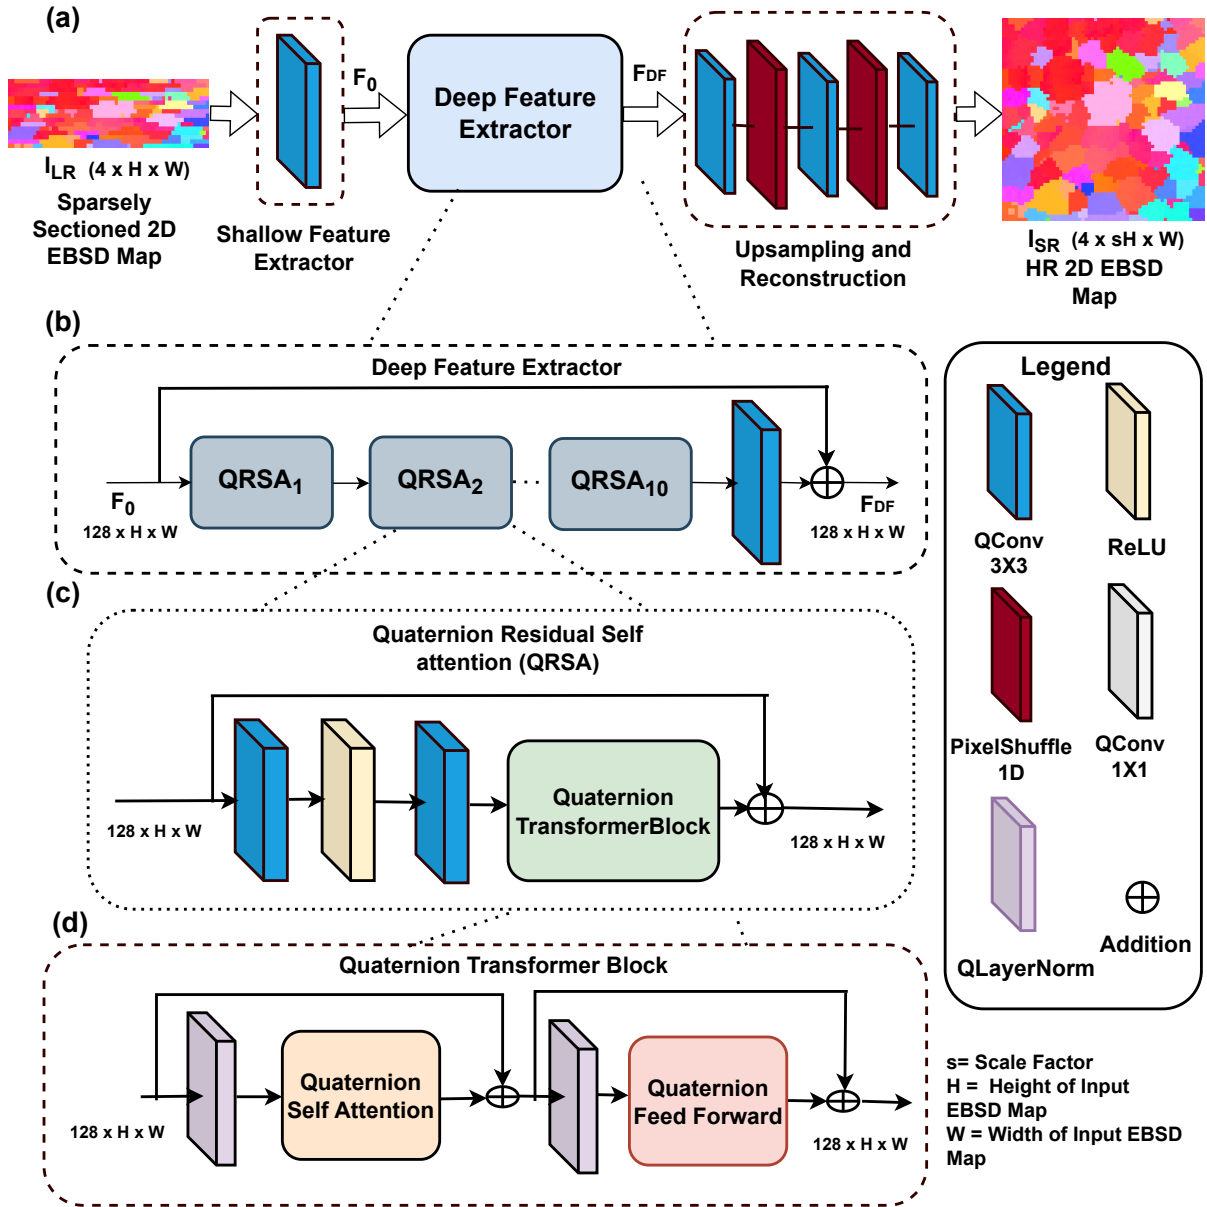 (a)
F0
FDF
Deep Feature
Extractor
ILR (4 x H x W)
Sparsely
Sectioned 2D
EBSD Map
Shallow Feature
Extractor
Upsampling and
Reconstruction
ISR (4 x sH x W)
HR 2D EBSD
Map
(b)
Deep Feature Extractor
QRSA1
QRSA2
QRSA10
F0
128 x H x W
FDF
128 x H x W
(c)
Quaternion Residual Self
attention (QRSA)
Quaternion
TransformerBlock
128 x H x W
128 x H x W
(d)
Quaternion Transformer Block
Quaternion
Self Attention
Quaternion
Feed Forward
128 x H x W
128 x H x W
Legend
QConv
3X3
ReLU
PixelShuffle
1D
QConv
1X1
QLayerNorm
Addition
s= Scale Factor
H = Height of Input
EBSD Map
W = Width of Input EBSD
Map